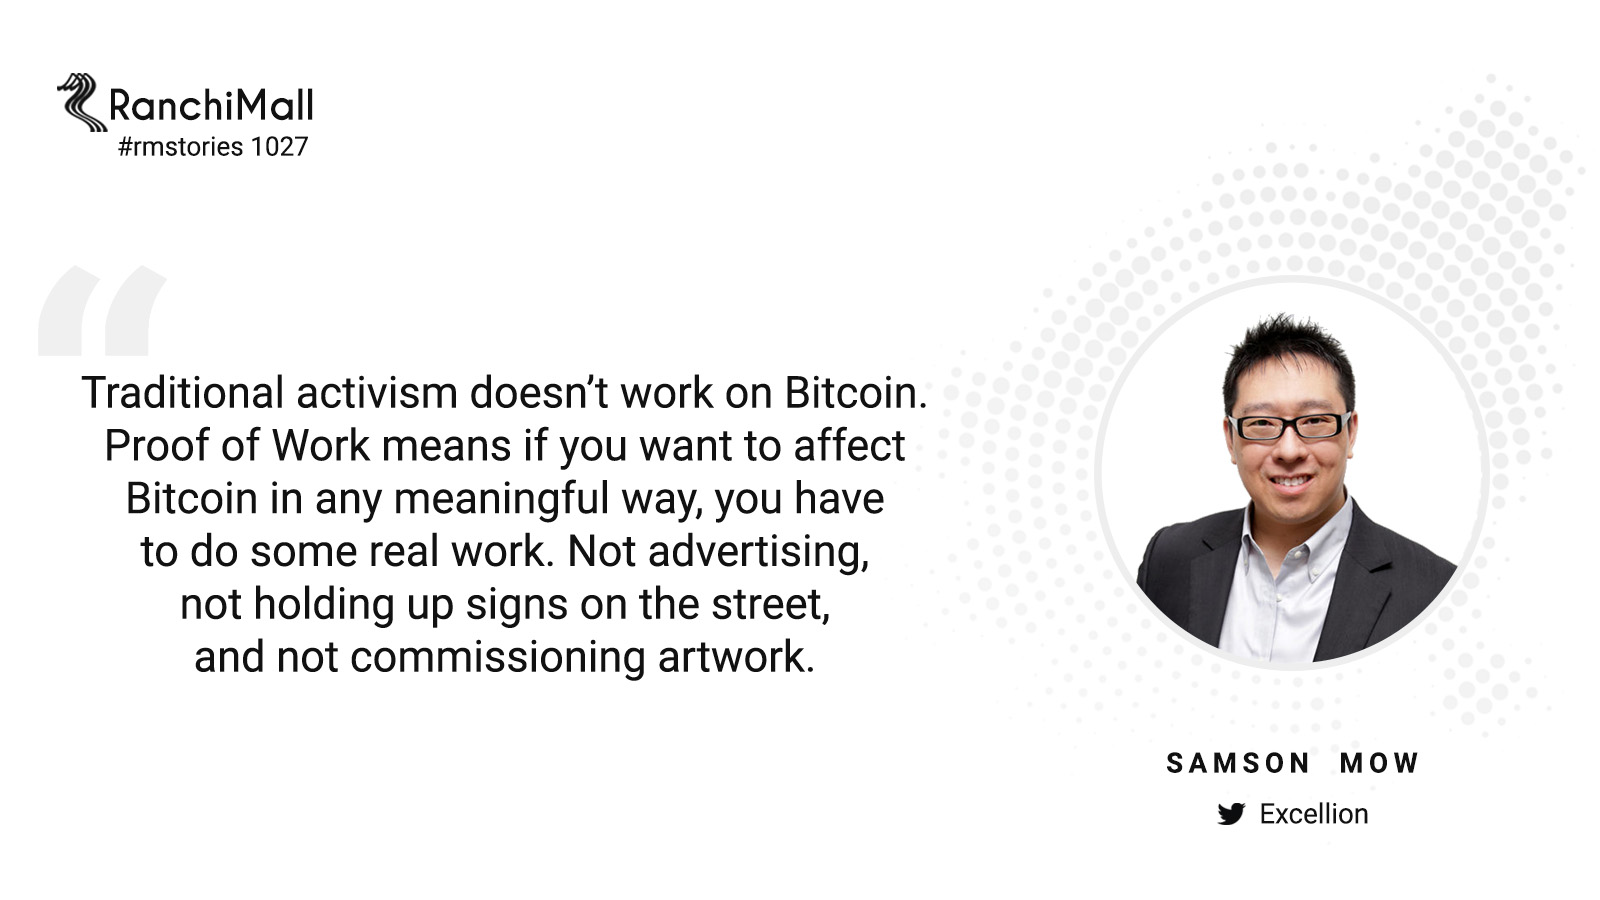 RanchiMall
#rmstories 1027
Traditional activism doesn’t work on Bitcoin.
Proof of Work means if you want to affect
Bitcoin in any meaningful way, you have
to do some real work. Not advertising,
not holding up signs on the street,
and not commissioning artwork.
SAMSON MOW
Excellion